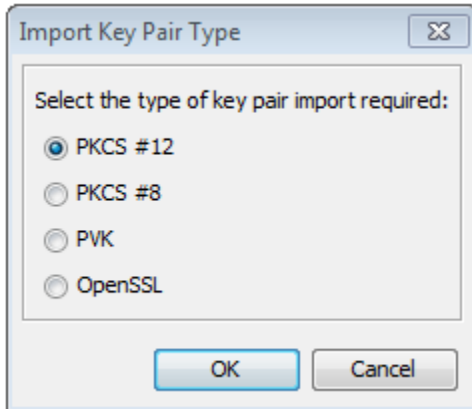 Import Key Pair Type
Select the type of key pair import required:
PKCS #12
PKCS #8
PVK
OpenSSL
OK Cancel